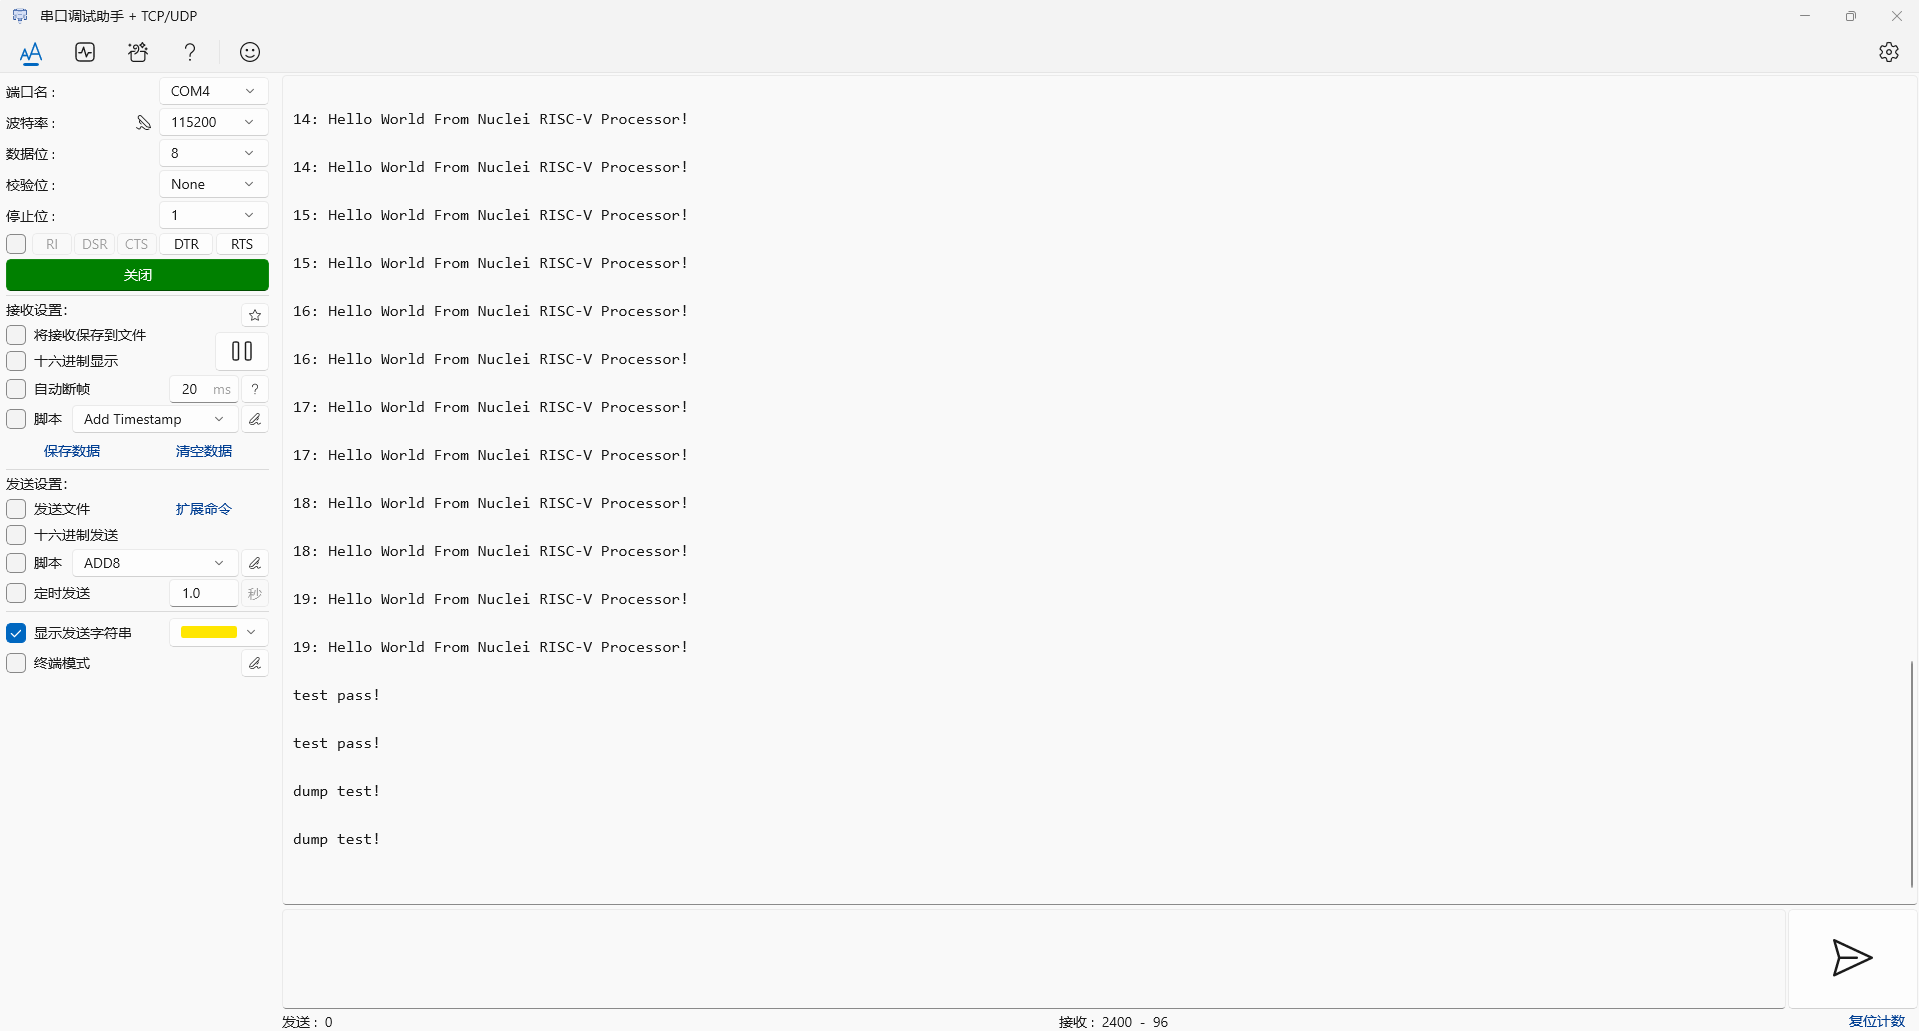 串口调试助手 + TCP/UDP
端口名：
COM4
波特率：
115200
数据位：
8
校验位：
None
停止位：
1
RI DSR CTS DTR RTS
关闭
接收设置：
将接收保存到文件
十六进制显示
自动断帧
20 ms ?
脚本
Add Timestamp
保存数据
清空数据
发送设置：
发送文件
扩展命令
十六进制发送
脚本
ADD8
定时发送
1.0
秒
显示发送字符串
终端模式
14: Hello World From Nuclei RISC-V Processor!
14: Hello World From Nuclei RISC-V Processor!
15: Hello World From Nuclei RISC-V Processor!
15: Hello World From Nuclei RISC-V Processor!
16: Hello World From Nuclei RISC-V Processor!
16: Hello World From Nuclei RISC-V Processor!
17: Hello World From Nuclei RISC-V Processor!
17: Hello World From Nuclei RISC-V Processor!
18: Hello World From Nuclei RISC-V Processor!
18: Hello World From Nuclei RISC-V Processor!
19: Hello World From Nuclei RISC-V Processor!
19: Hello World From Nuclei RISC-V Processor!
test pass!
test pass!
dump test!
dump test!
发送：0
接收：2400 - 96
复位计数